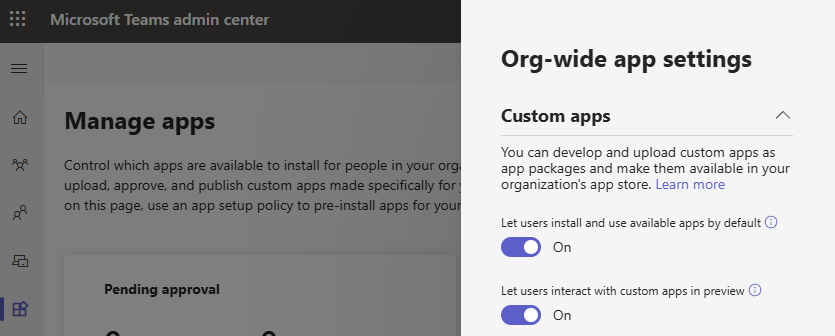 Microsoft Teams admin center
Manage apps
Control which apps are available to install for people in your orga
upload, approve, and publish custom apps made specifically for y
on this page, use an app setup policy to pre-install apps for your
Pending approval
Org-wide app settings
Custom apps
You can develop and upload custom apps as
app packages and make them available in your
organization's app store. Learn more
Let users install and use available apps by default
On
Let users interact with custom apps in preview
On